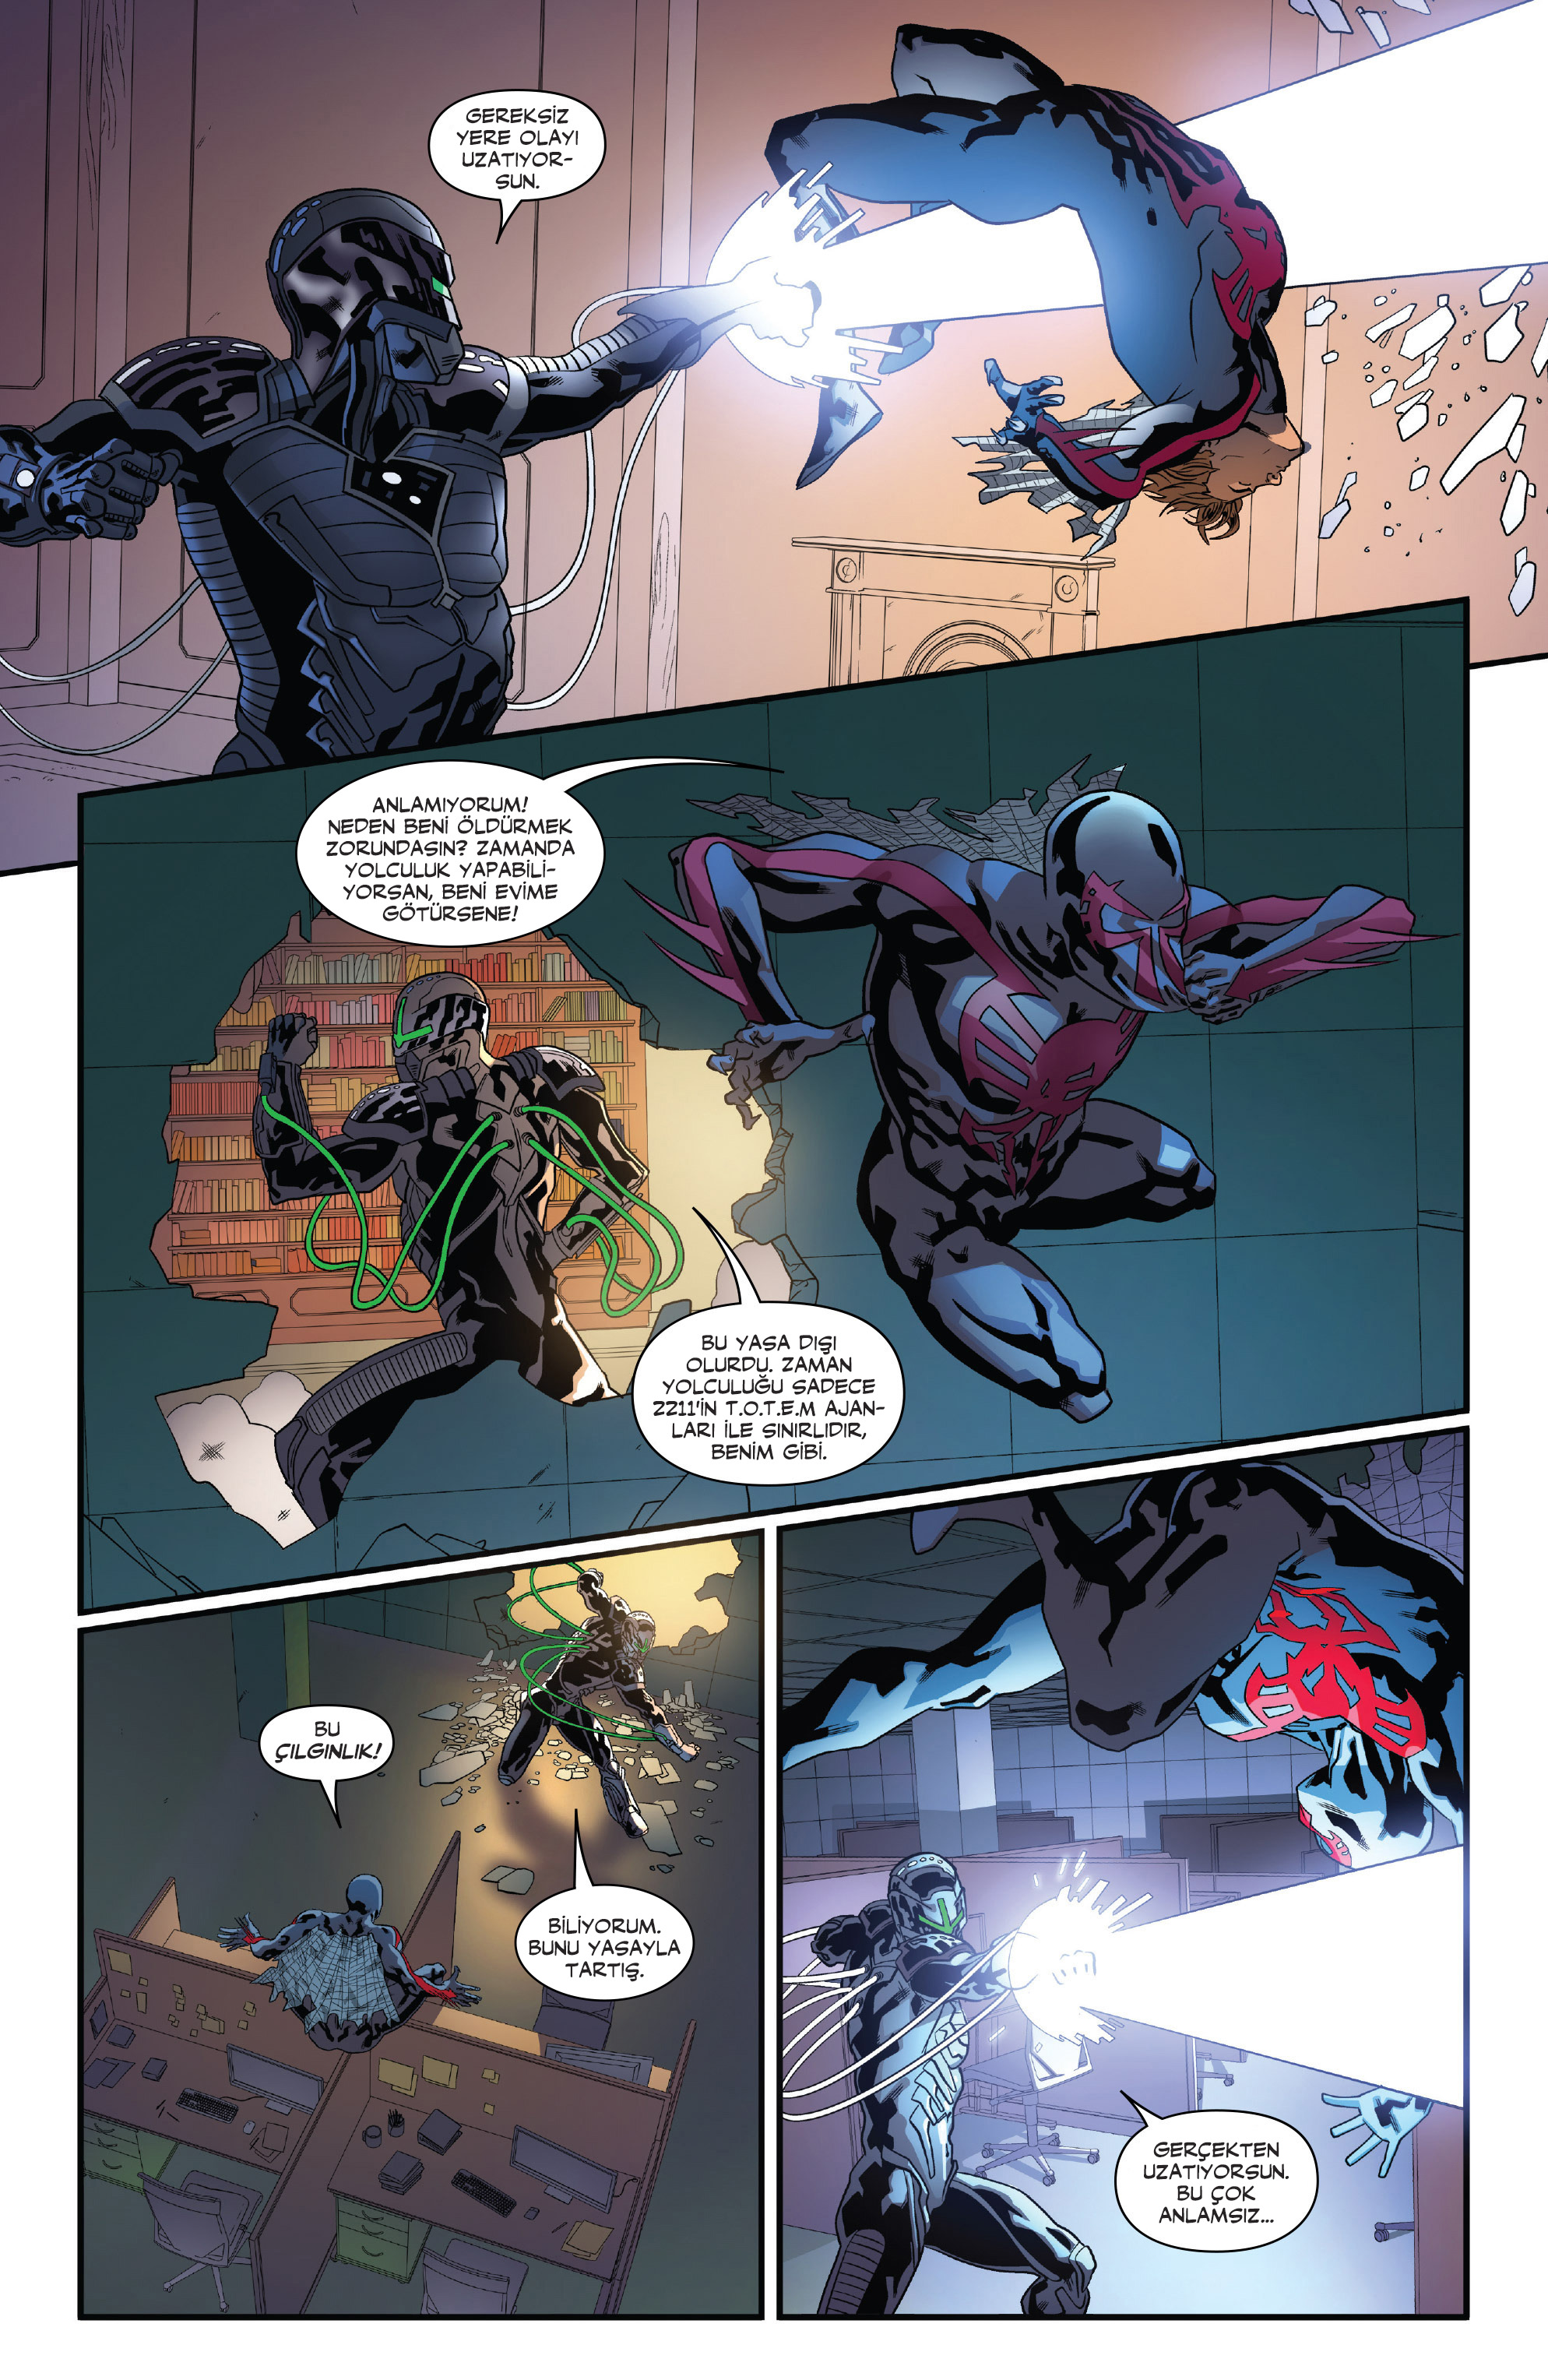 GEREKSİZ
YERE OLAYI
UZATIYOR-
SUN.
ANLAMIYORUM!
NEDEN BENİ ÖLDÜRMEK
ZORUNDASIN? ZAMANDA
YOLCULUK YAPABİLİ-
YORSAN, BENİ EVİME
GÖTÜRSENE!
BU YASA DIŞI
OLURDU. ZAMAN
YOLCULUĞU SADECE
2211'İN T.O.T.E.M AJAN-
LARI İLE SINIRLIDIR,
BENİM GİBİ.
BU
ÇILGINLIK!
BİLİYORUM.
BUNU YASAYLA
TARTIŞ.
GERÇEKTEN
UZATIYORSUN.
BU ÇOK
ANLAMSIZ...